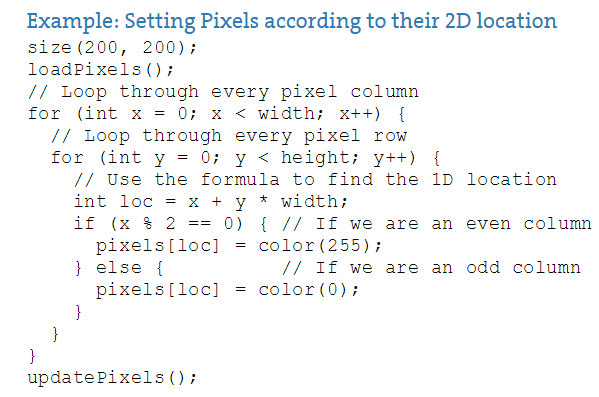 Example: Setting Pixels according to their 2D location
size(200, 200);
loadPixels();
// Loop through every pixel column
for (int x = 0; x < width; x++) {
  // Loop through every pixel row
  for (int y = 0; y < height; y++) {
    // Use the formula to find the 1D location
    int loc = x + y * width;
    if (x % 2 == 0) { // If we are an even column
      pixels[loc] = color(255);
    } else {          // If we are an odd column
      pixels[loc] = color(0);
    }
  }
}
updatePixels();